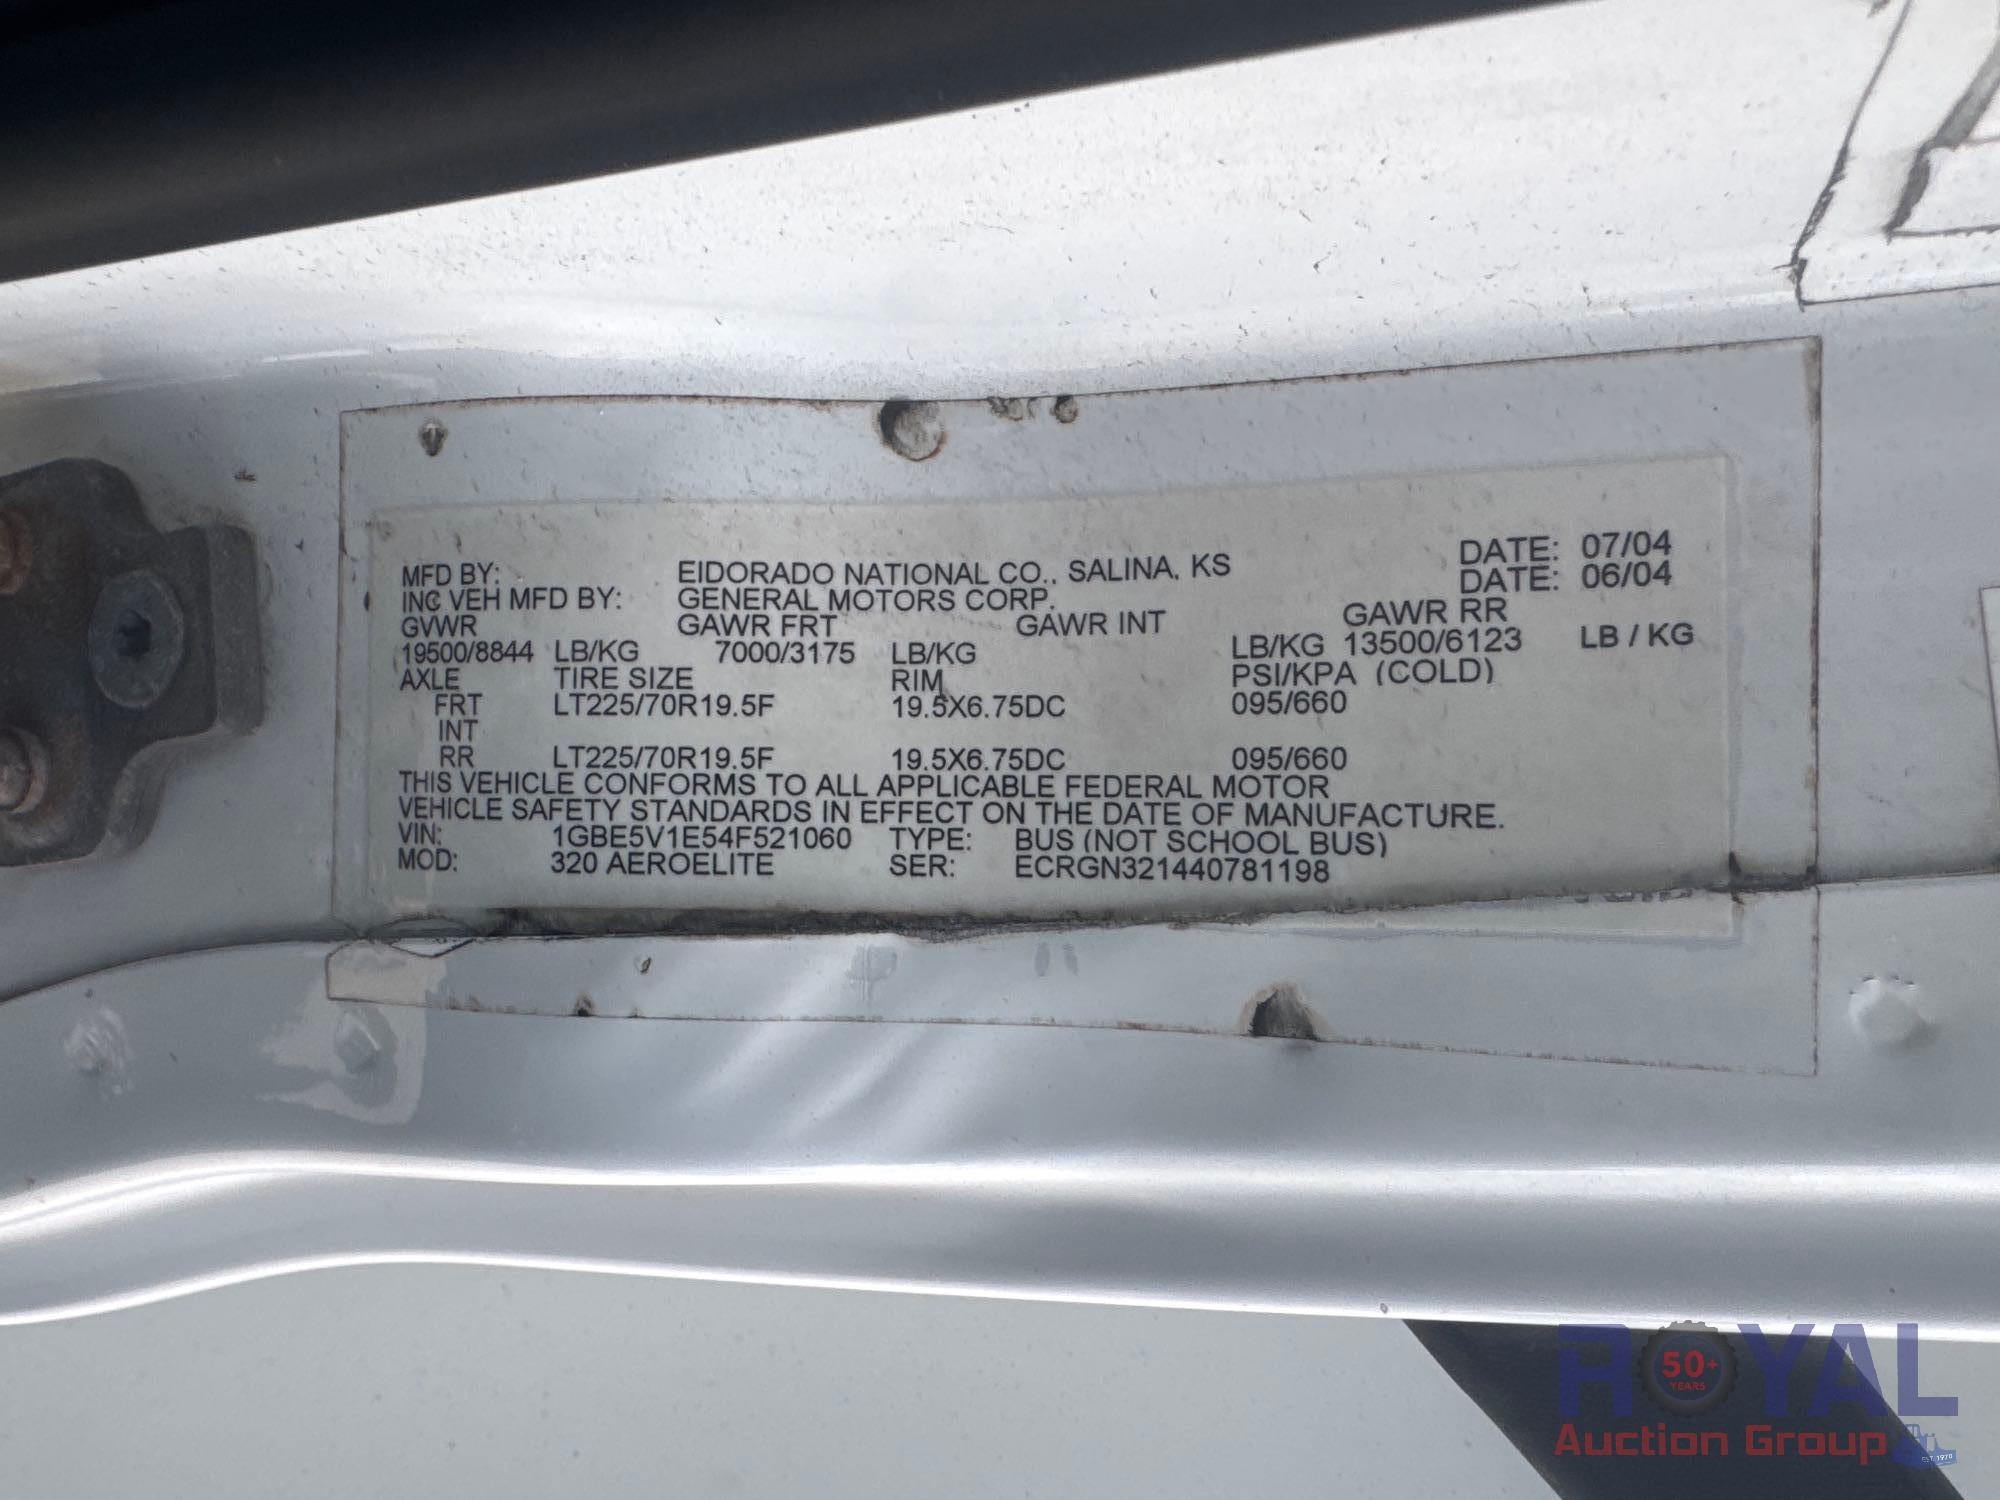 MFD BY: EIDORADO NATIONAL CO., SALINA, KS DATE: 07/04
INC VEH MFD BY: GENERAL MOTORS CORP. DATE: 06/04
GVWR GAWR FRT GAWR INT GAWR RR
19500/8844 LB/KG 7000/3175 LB/KG LB/KG 13500/6123 LB / KG
AXLE TIRE SIZE RIM PSI/KPA (COLD)
FRT LT225/70R19.5F 19.5X6.75DC 095/660
INT
RR LT225/70R19.5F 19.5X6.75DC 095/660
THIS VEHICLE CONFORMS TO ALL APPLICABLE FEDERAL MOTOR
VEHICLE SAFETY STANDARDS IN EFFECT ON THE DATE OF MANUFACTURE.
VIN: 1GBE5V1E54F521060 TYPE: BUS (NOT SCHOOL BUS)
MOD: 320 AEROELITE SER: ECRGN321440781198
ROYAL
50+
YEARS
Auction Group
EST. 1970